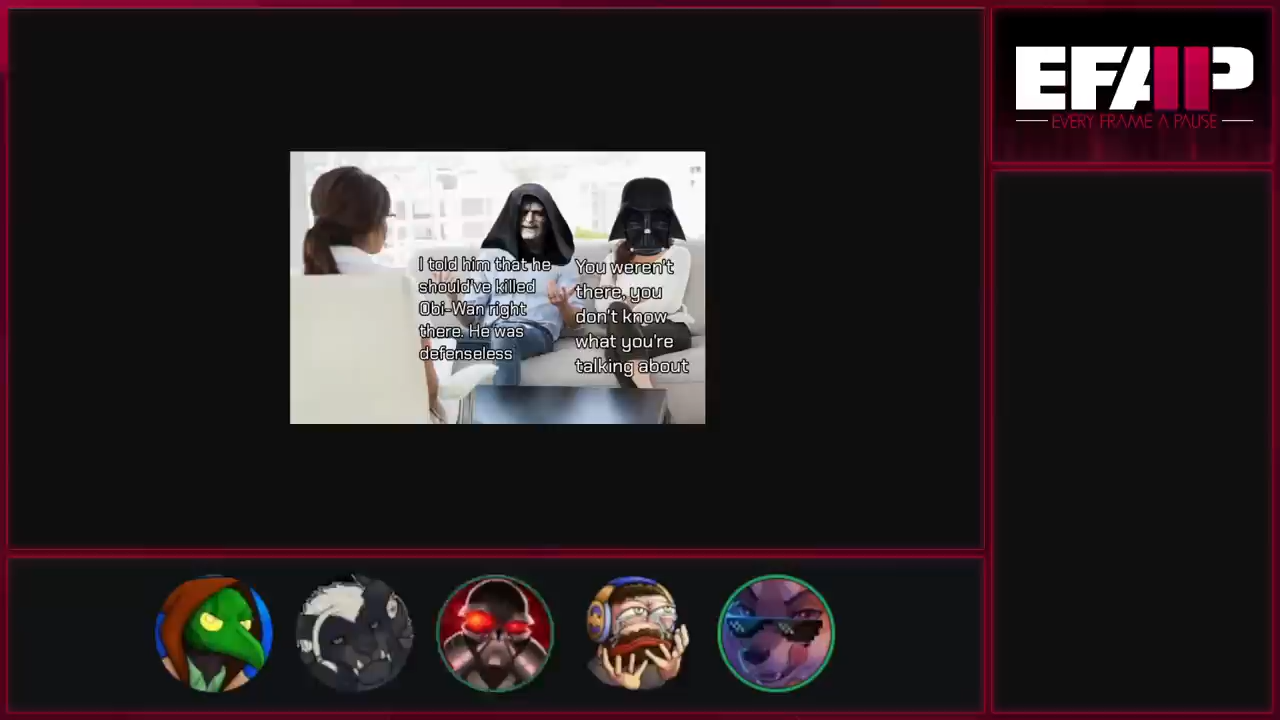 EFAP
EVERY FRAME A PAUSE
I told him that he
should've killed
Obi-Wan right
there. He was
defenseless
You weren't
there, you
don't know
what you're
talking about